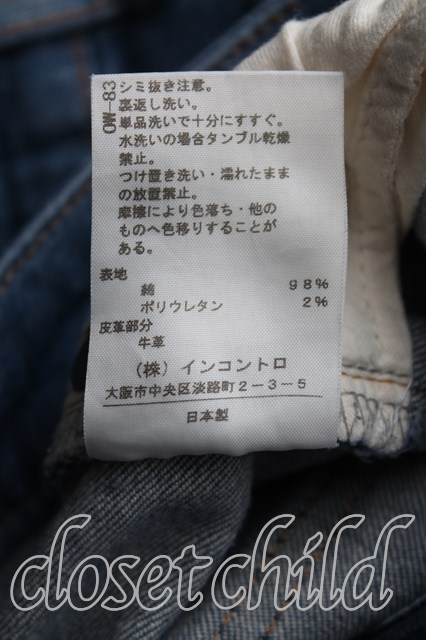 MO-83
シミ抜き注意。
裏返し洗い。
単品洗いで十分にすすぐ。
水洗いの場合タンブル乾燥
禁止。
つけ置き洗い・濡れたまま
の放置禁止。
摩擦により色落ち・他の
ものへ色移りすることが
ある。
表地
綿 98%
ポリウレタン 2%
皮革部分
牛革
(株) インコントロ
大阪市中央区淡路町2-3-5
日本製
closet child